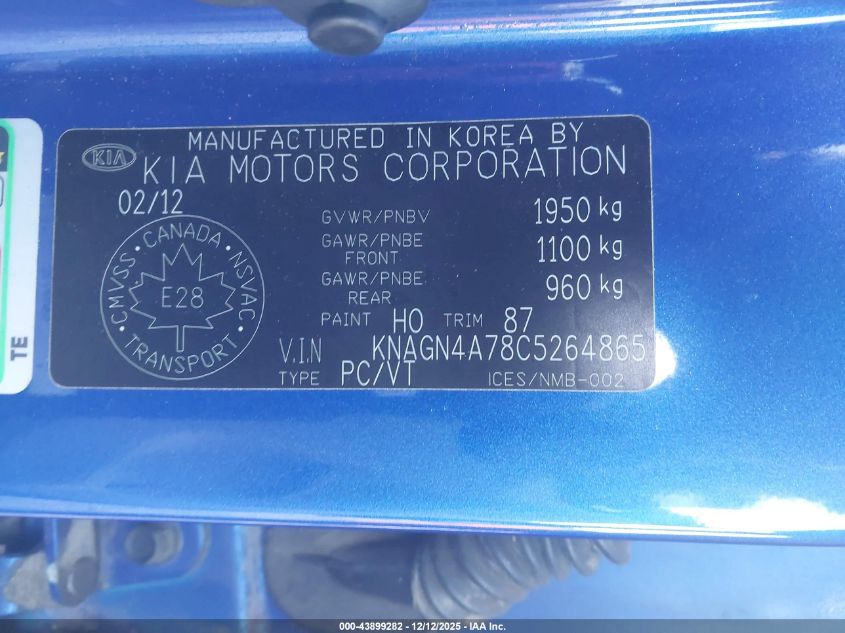 MANUFACTURED IN KOREA BY
KIA
KIA MOTORS CORPORATION
02/12
GVWR/PNBV 1950 kg
GAWR/PNBE FRONT 1100 kg
GAWR/PNBE REAR 960 kg
PAINT HO TRIM 87
CANADA
CMVSS · NSVAC
E28
TRANSPORT
V.I.N KNAGN4A78C5264865
TYPE PC/VT ICES/NMB-002
TE
000-43899282 - 12/12/2025 - IAA Inc.